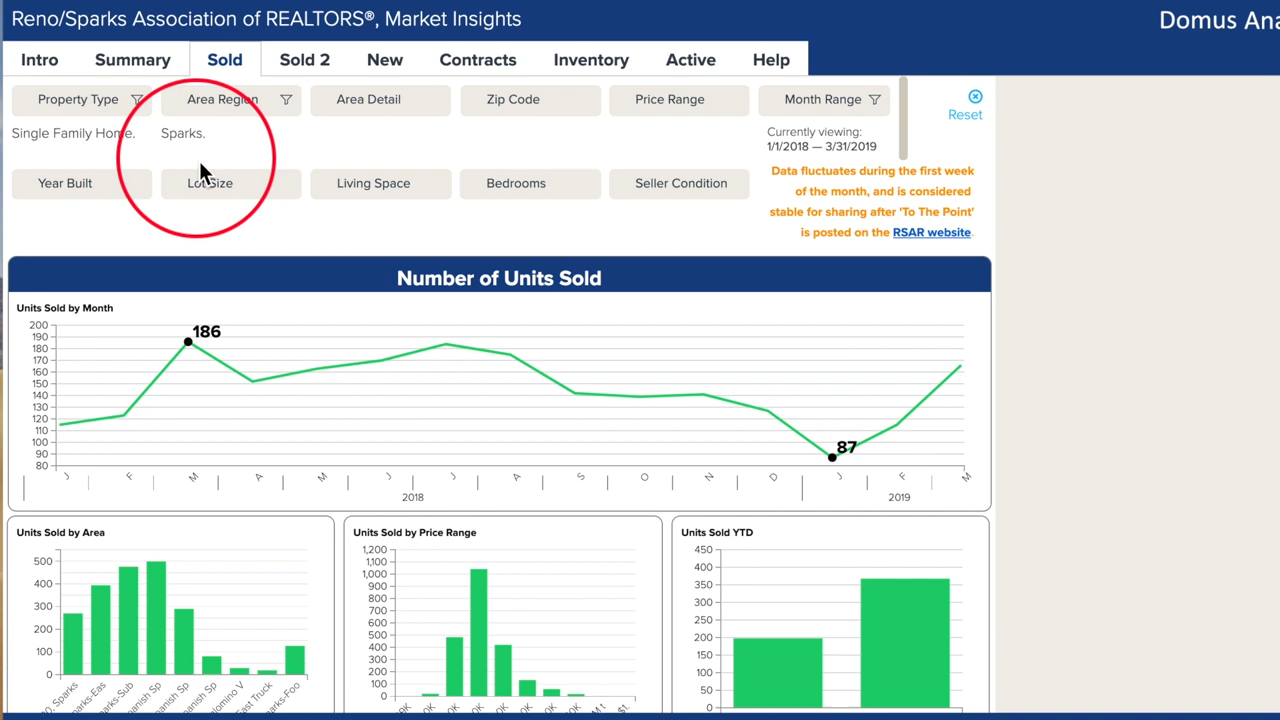 Reno/Sparks Association of REALTORS®, Market Insights
Domus Ana
Intro Summary Sold Sold 2 New Contracts Inventory Active Help
Property Type Area Region Area Detail Zip Code Price Range Month Range
Reset
Single Family Home. Sparks.
Currently viewing:
1/1/2018 — 3/31/2019
Year Built Lot Size Living Space Bedrooms Seller Condition
Data fluctuates during the first week
of the month, and is considered
stable for sharing after 'To The Point'
is posted on the RSAR website.
Number of Units Sold
Units Sold by Month
200
190
180
170
160
150
140
130
120
110
100
90
80
186
87
J F M A M J J A S O N D J F M
2018 2019
Units Sold by Area
500
400
300
200
100
0
Units Sold by Price Range
1,200
1,100
1,000
900
800
700
600
500
400
300
200
100
0
Units Sold YTD
450
400
350
300
250
200
150
100
50
0